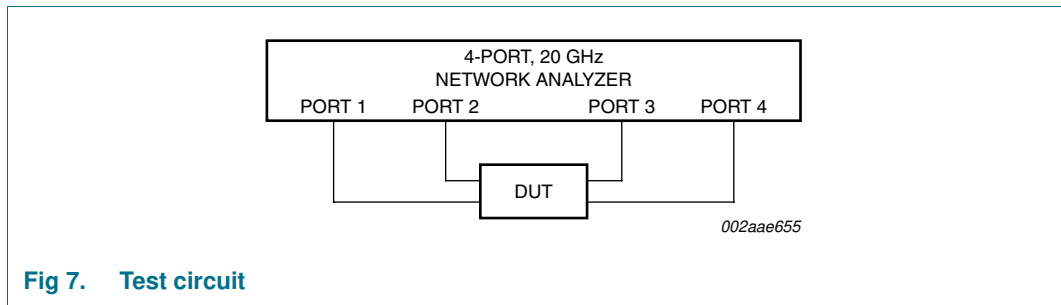 4-PORT, 20 GHz
NETWORK ANALYZER
PORT 1 PORT 2 PORT 3 PORT 4
DUT
002aae655
Fig 7. Test circuit